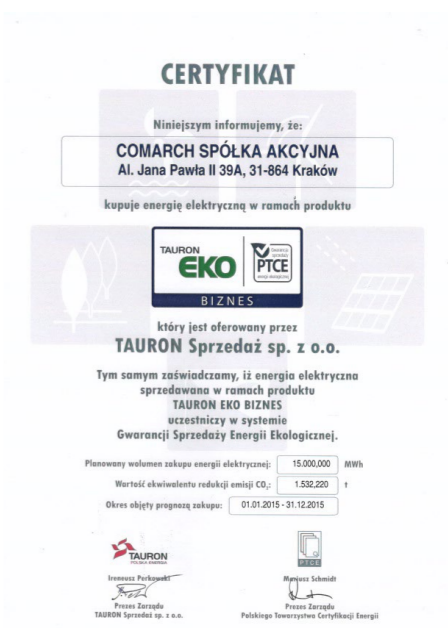 CERTYFIKAT
Niniejszym informujemy, że:
COMARCH SPÓŁKA AKCYJNA
Al. Jana Pawła II 39A, 31-864 Kraków
kupuje energię elektryczną w ramach produktu
TAURON
EKO
PTCE
BIZNES
który jest oferowany przez
TAURON Sprzedaż sp. z o.o.
Tym samym zaświadczamy, iż energia elektryczna
sprzedawana w ramach produktu
TAURON EKO BIZNES
uczestniczy w systemie
Gwarancji Sprzedaży Energii Ekologicznej.
Planowany wolumen zakupu energii elektrycznej: 15.000,000 MWh
Wartość ekwiwalentu redukcji emisji CO₂: 1.532,220 t
Okres objęty prognozą zakupu: 01.01.2015 - 31.12.2015
TAURON
POLSKA ENERGIA
PTCE
Ireneusz Perkowski
Mariusz Schmidt
Prezes Zarządu
TAURON Sprzedaż sp. z o.o.
Prezes Zarządu
Polskiego Towarzystwa Certyfikacji Energii